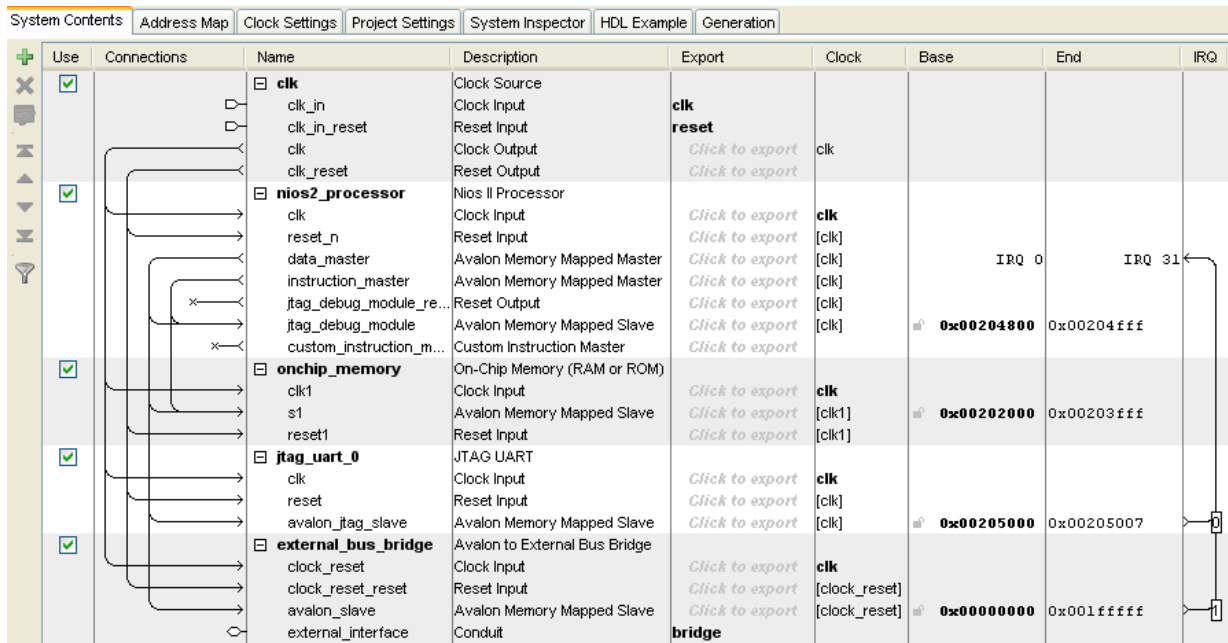 System Contents Address Map Clock Settings Project Settings System Inspector HDL Example Generation
Use Connections Name Description Export Clock Base End IRQ
clk Clock Source
clk_in Clock Input clk
clk_in_reset Reset Input reset
clk Clock Output Click to export clk
clk_reset Reset Output Click to export
nios2_processor Nios II Processor
clk Clock Input Click to export clk
reset_n Reset Input Click to export [clk]
data_master Avalon Memory Mapped Master Click to export [clk] IRQ 0 IRQ 31
instruction_master Avalon Memory Mapped Master Click to export [clk]
jtag_debug_module_re... Reset Output Click to export [clk]
jtag_debug_module Avalon Memory Mapped Slave Click to export [clk] 0x00204800 0x00204fff
custom_instruction_m... Custom Instruction Master Click to export
onchip_memory On-Chip Memory (RAM or ROM)
clk1 Clock Input Click to export clk
s1 Avalon Memory Mapped Slave Click to export [clk1] 0x00202000 0x00203fff
reset1 Reset Input Click to export [clk1]
jtag_uart_0 JTAG UART
clk Clock Input Click to export clk
reset Reset Input Click to export [clk]
avalon_jtag_slave Avalon Memory Mapped Slave Click to export [clk] 0x00205000 0x00205007 0
external_bus_bridge Avalon to External Bus Bridge
clock_reset Clock Input Click to export clk
clock_reset_reset Reset Input Click to export [clock_reset]
avalon_slave Avalon Memory Mapped Slave Click to export [clock_reset] 0x00000000 0x001fffff 1
external_interface Conduit bridge